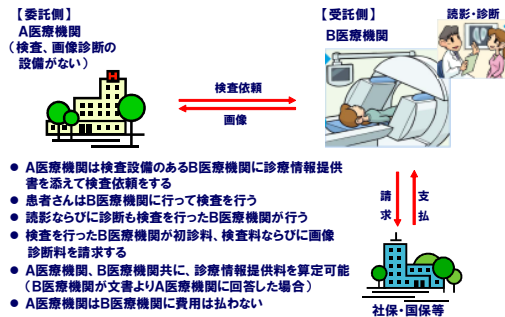 【委託側】
A医療機関
(検査、画像診断の
設備がない)
【受託側】
B医療機関
読影・診断
H
検査依頼
画像
● A医療機関は検査設備のあるB医療機関に診療情報提供
書を添えて検査依頼をする
● 患者さんはB医療機関に行って検査を行う
● 読影ならびに診断も検査を行ったB医療機関が行う
● 検査を行ったB医療機関が初診料、検査料ならびに画像
診断料を請求する
● A医療機関、B医療機関共に、診療情報提供料を算定可能
(B医療機関が文書よりA医療機関に回答した場合)
● A医療機関はB医療機関に費用は払わない
請求
支払
社保・国保等